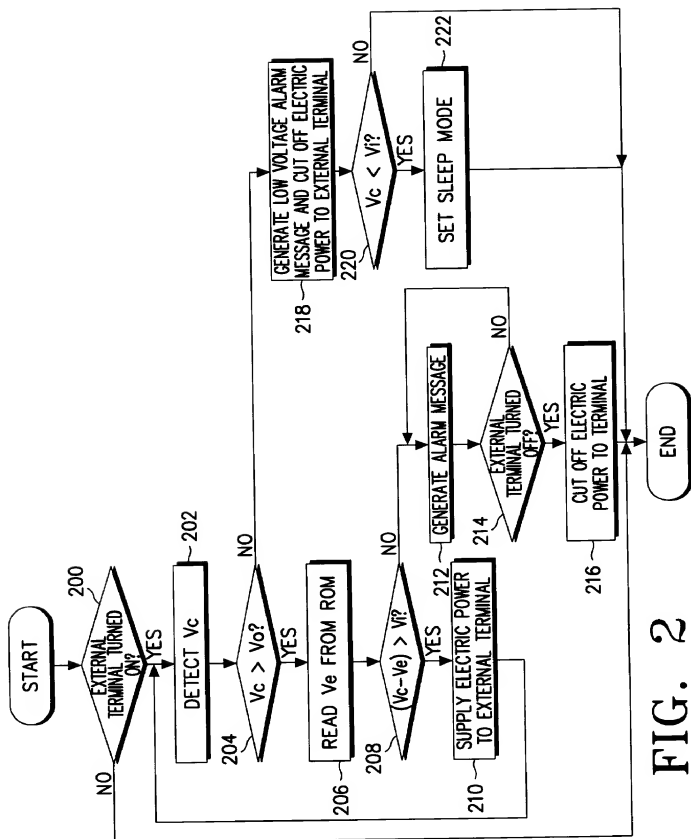 START
200
EXTERNAL
TERMINAL TURNED
ON?
NO
YES
202
DETECT Vc
204
Vc > Vo?
NO
YES
206
READ Ve FROM ROM
208
(Vc-Ve) > Vi?
NO
YES
210
SUPPLY ELECTRIC POWER
TO EXTERNAL TERMINAL
212
GENERATE ALARM MESSAGE
214
EXTERNAL
TERMINAL TURNED
OFF?
NO
YES
216
CUT OFF ELECTRIC
POWER TO TERMINAL
218
GENERATE LOW VOLTAGE ALARM
MESSAGE AND CUT OFF ELECTRIC
POWER TO EXTERNAL TERMINAL
220
Vc < Vi?
NO
YES
222
SET SLEEP MODE
END
FIG. 2